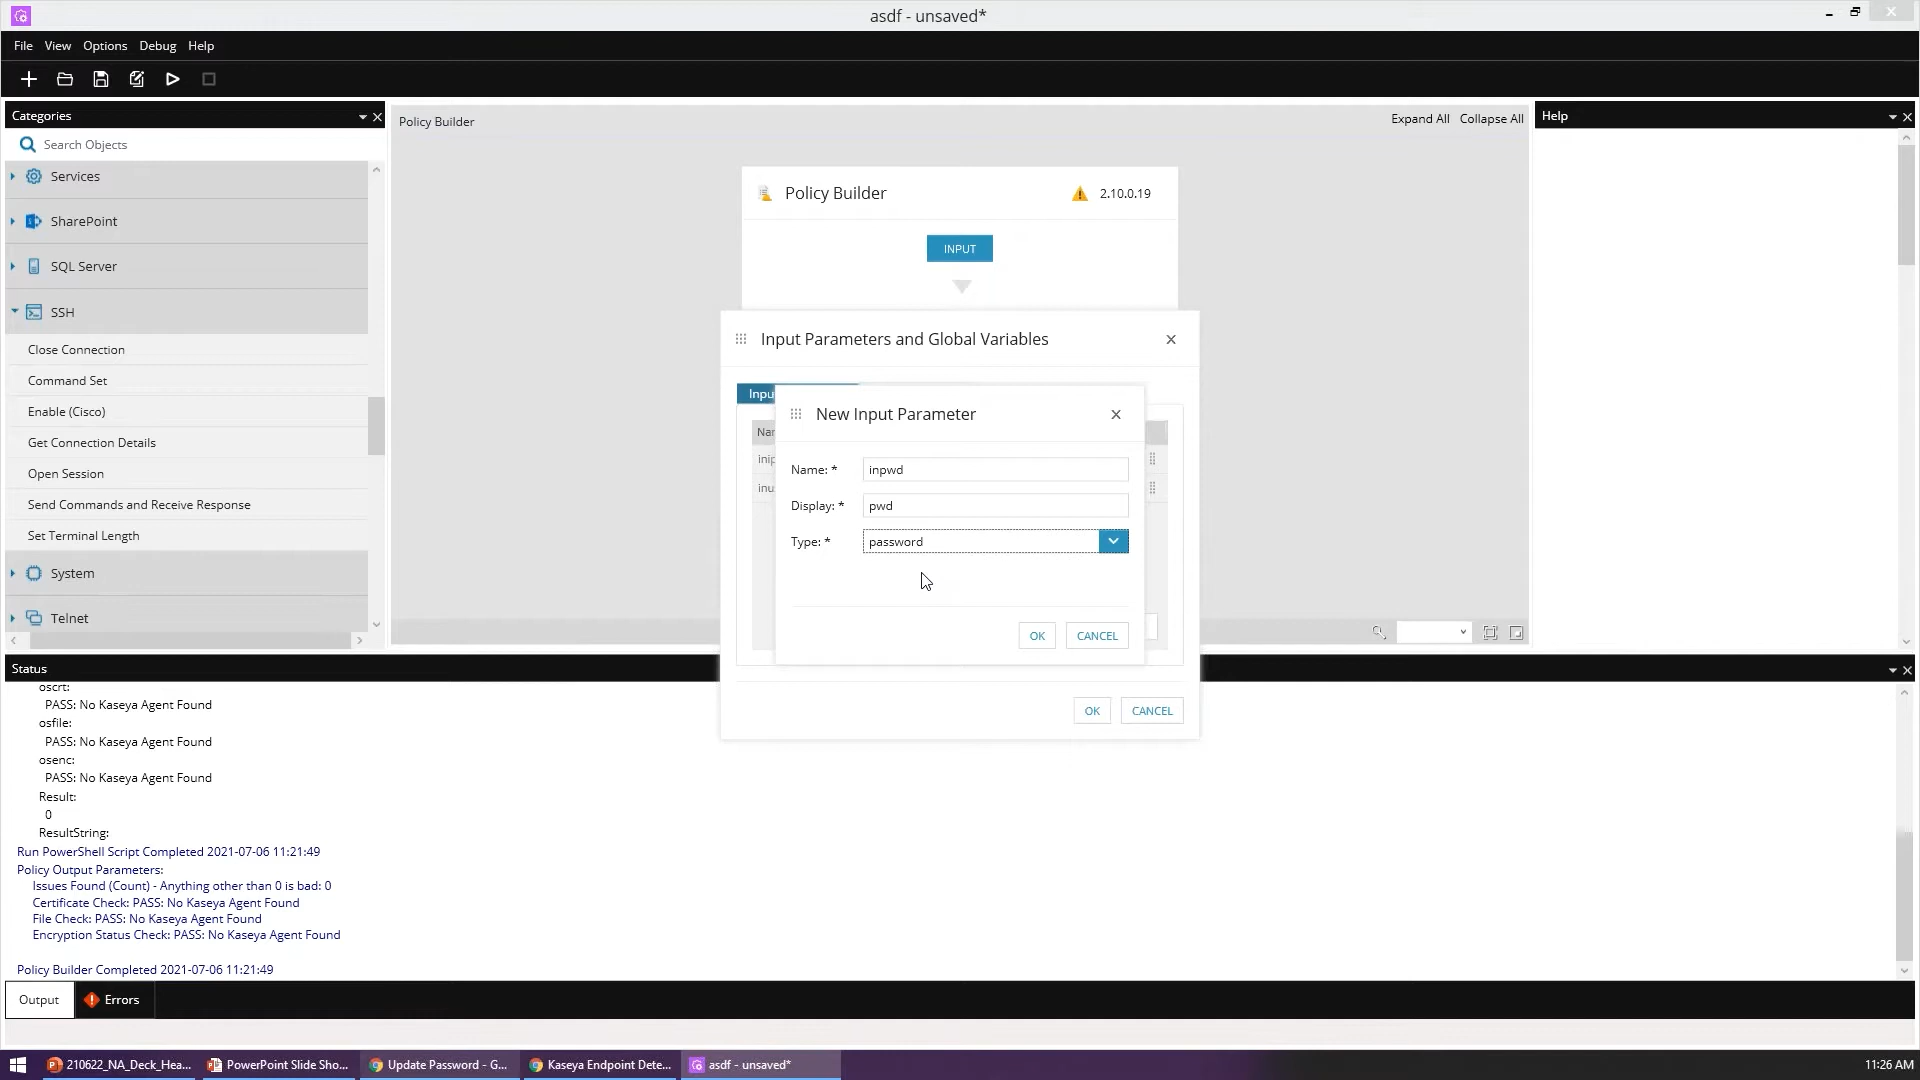 asdf - unsaved*
File View Options Debug Help
Categories
Search Objects
Services
SharePoint
SQL Server
SSH
Close Connection
Command Set
Enable (Cisco)
Get Connection Details
Open Session
Send Commands and Receive Response
Set Terminal Length
System
Telnet
Policy Builder
Expand All Collapse All
Policy Builder
2.10.0.19
INPUT
Input Parameters and Global Variables
New Input Parameter
Name: * inpwd
Display: * pwd
Type: * password
OK CANCEL
OK CANCEL
Help
Status
oscrt:
PASS: No Kaseya Agent Found
osfile:
PASS: No Kaseya Agent Found
osenc:
PASS: No Kaseya Agent Found
Result:
0
ResultString:
Run PowerShell Script Completed 2021-07-06 11:21:49
Policy Output Parameters:
Issues Found (Count) - Anything other than 0 is bad: 0
Certificate Check: PASS: No Kaseya Agent Found
File Check: PASS: No Kaseya Agent Found
Encryption Status Check: PASS: No Kaseya Agent Found
Policy Builder Completed 2021-07-06 11:21:49
Output Errors
210622_NA_Deck_Hea... PowerPoint Slide Sho... Update Password - G... Kaseya Endpoint Dete... asdf - unsaved* 11:26 AM